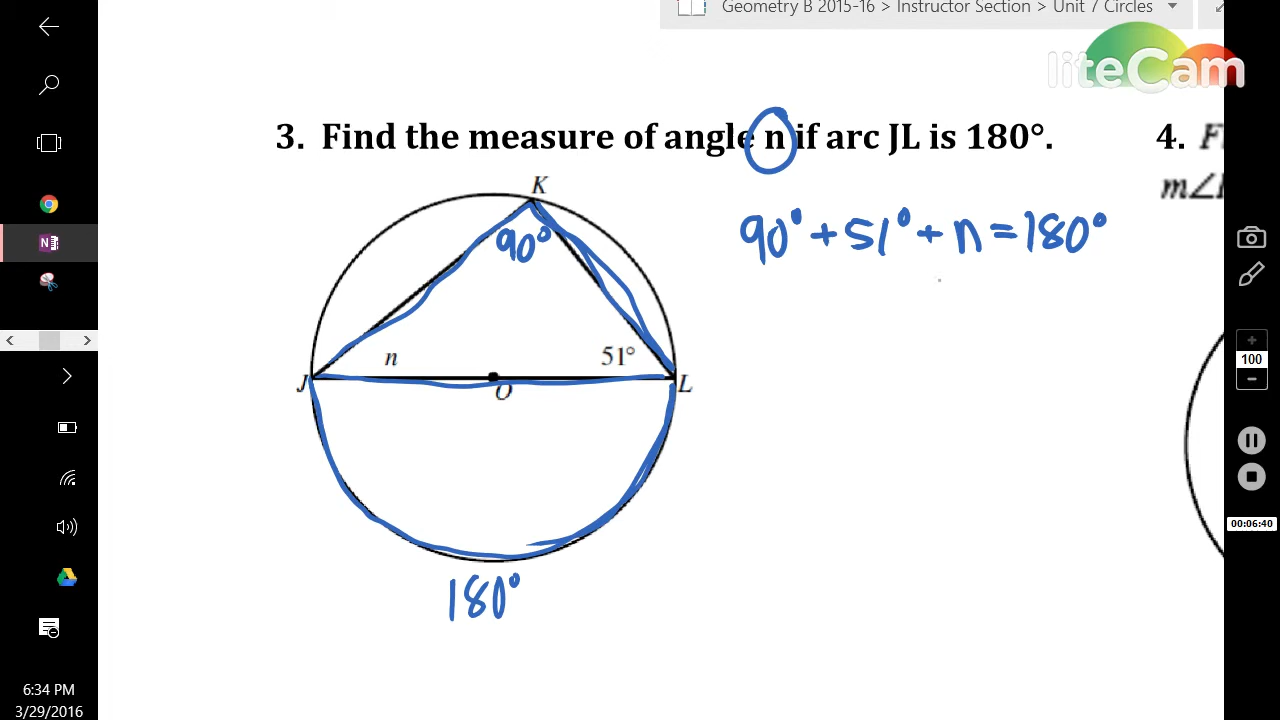 Geometry B 2015-16 > Instructor Section > Unit 7 Circles
liteCam
3. Find the measure of angle n if arc JL is 180°.
4.
K
90° + 51° + n = 180°
90°
n
51°
J
O
L
180°
100
00:06:40
6:34 PM
3/29/2016